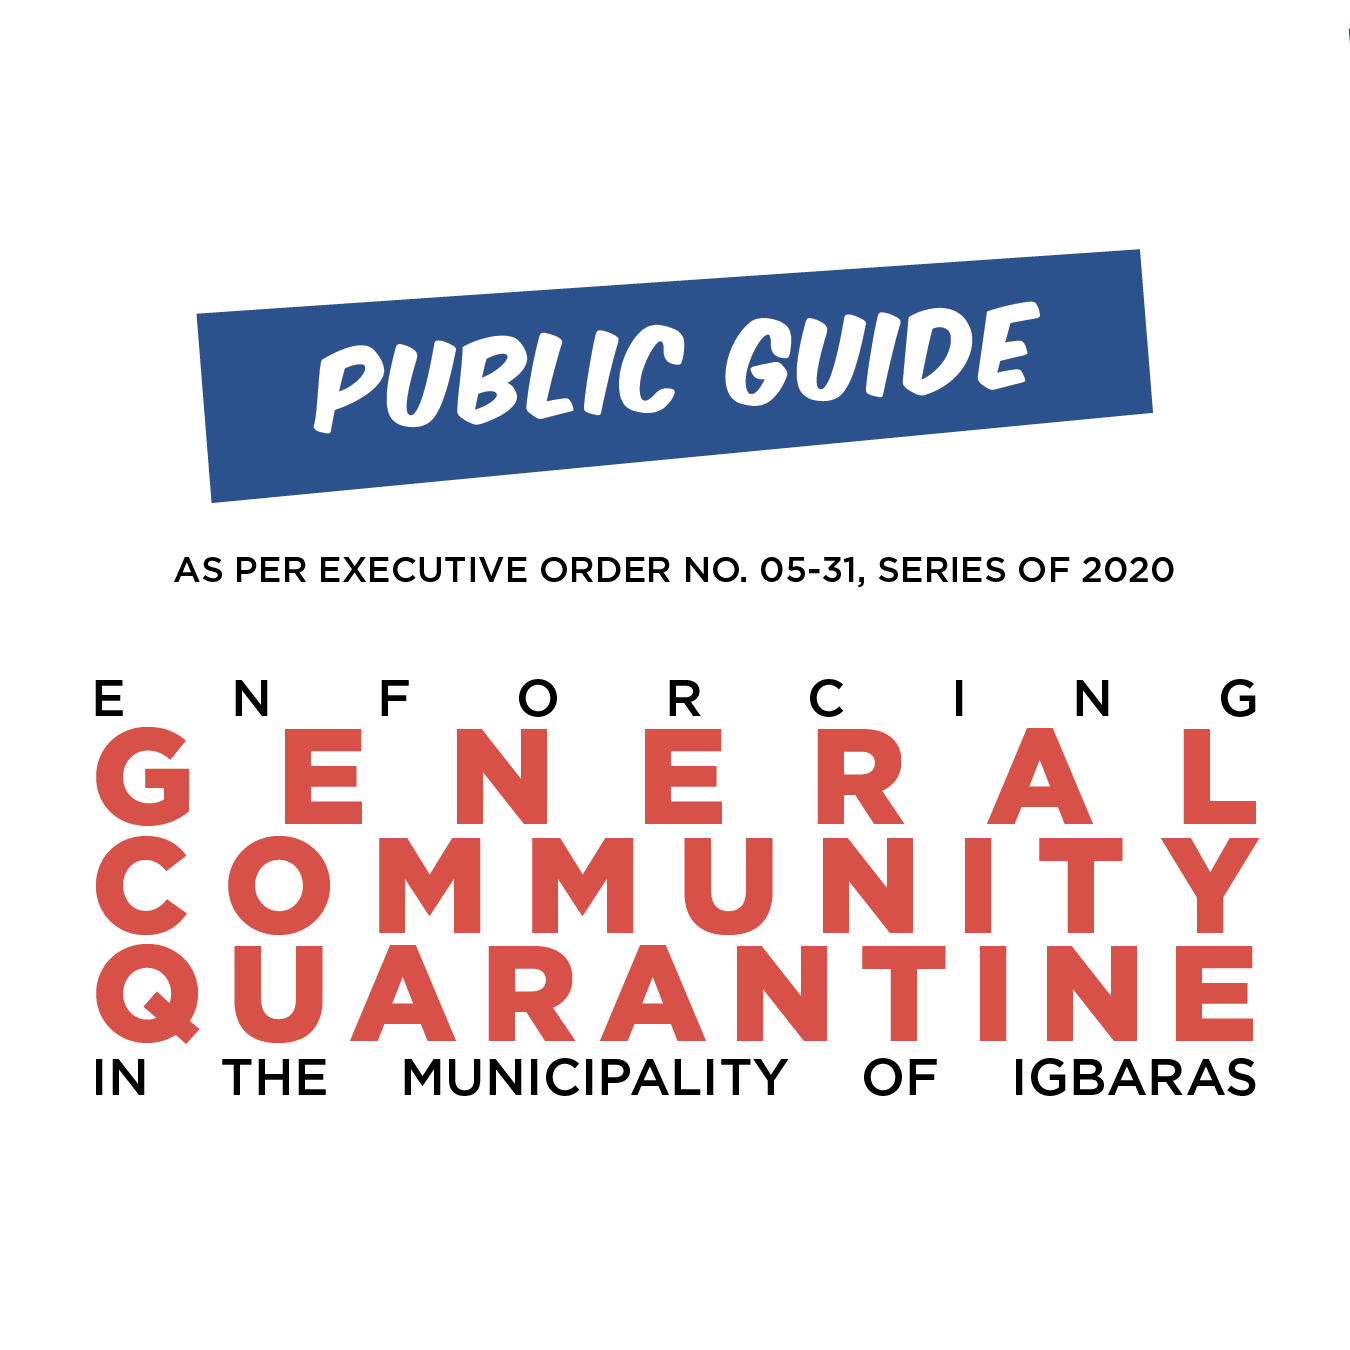 PUBLIC GUIDE
AS PER EXECUTIVE ORDER NO. 05-31, SERIES OF 2020
ENFORCING
GENERAL
COMMUNITY
QUARANTINE
IN THE MUNICIPALITY OF IGBARAS